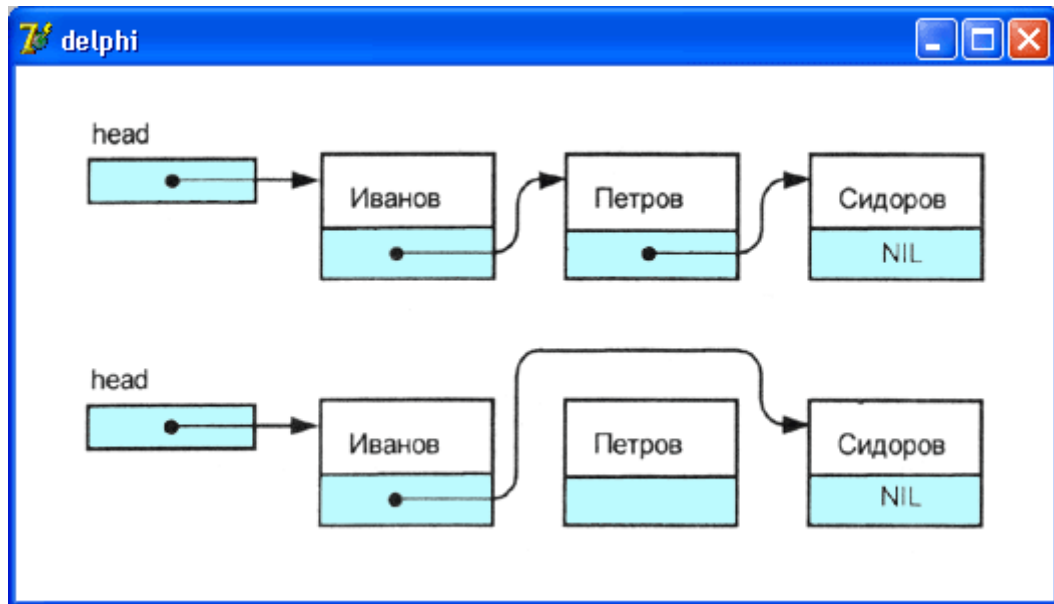 delphi
head
Иванов Петров Сидоров
NIL
head
Иванов Петров Сидоров
NIL